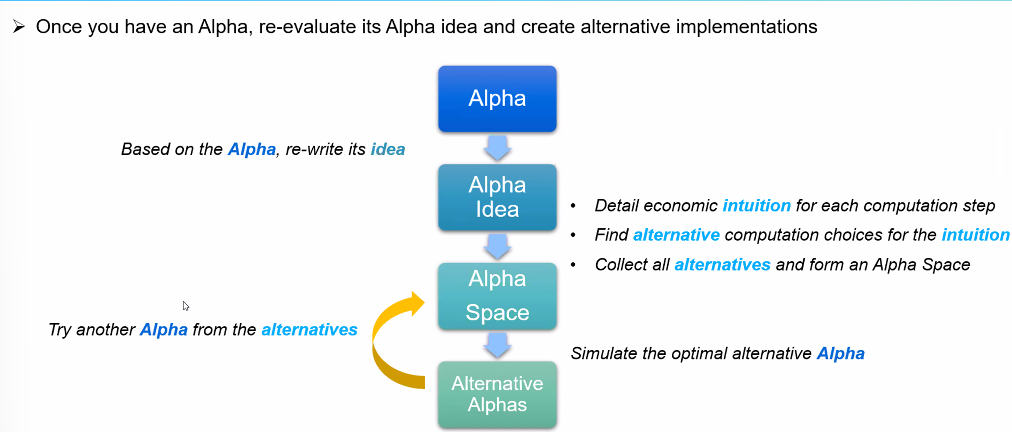 ➢ Once you have an Alpha, re-evaluate its Alpha idea and create alternative implementations
Alpha
Based on the Alpha, re-write its idea
Alpha
Idea
• Detail economic intuition for each computation step
• Find alternative computation choices for the intuition
• Collect all alternatives and form an Alpha Space
Alpha
Space
Try another Alpha from the alternatives
Simulate the optimal alternative Alpha
Alternative
Alphas